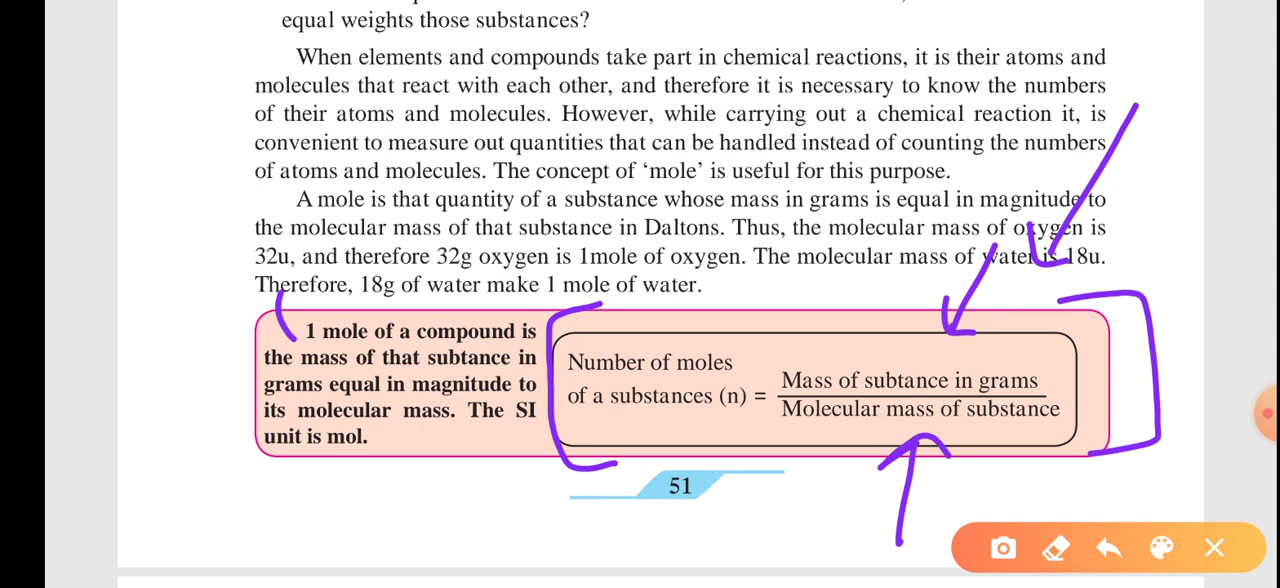 equal weights those substances?
When elements and compounds take part in chemical reactions, it is their atoms and
molecules that react with each other, and therefore it is necessary to know the numbers
of their atoms and molecules. However, while carrying out a chemical reaction it, is
convenient to measure out quantities that can be handled instead of counting the numbers
of atoms and molecules. The concept of ‘mole’ is useful for this purpose.
A mole is that quantity of a substance whose mass in grams is equal in magnitude to
the molecular mass of that substance in Daltons. Thus, the molecular mass of oxygen is
32u, and therefore 32g oxygen is 1mole of oxygen. The molecular mass of water is 18u.
Therefore, 18g of water make 1 mole of water.
1 mole of a compound is
the mass of that subtance in
grams equal in magnitude to
its molecular mass. The SI
unit is mol.
Number of moles
of a substances (n) =
Mass of subtance in grams
Molecular mass of substance
51